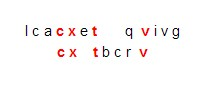 lcacxet q vivg
cx tbcrv